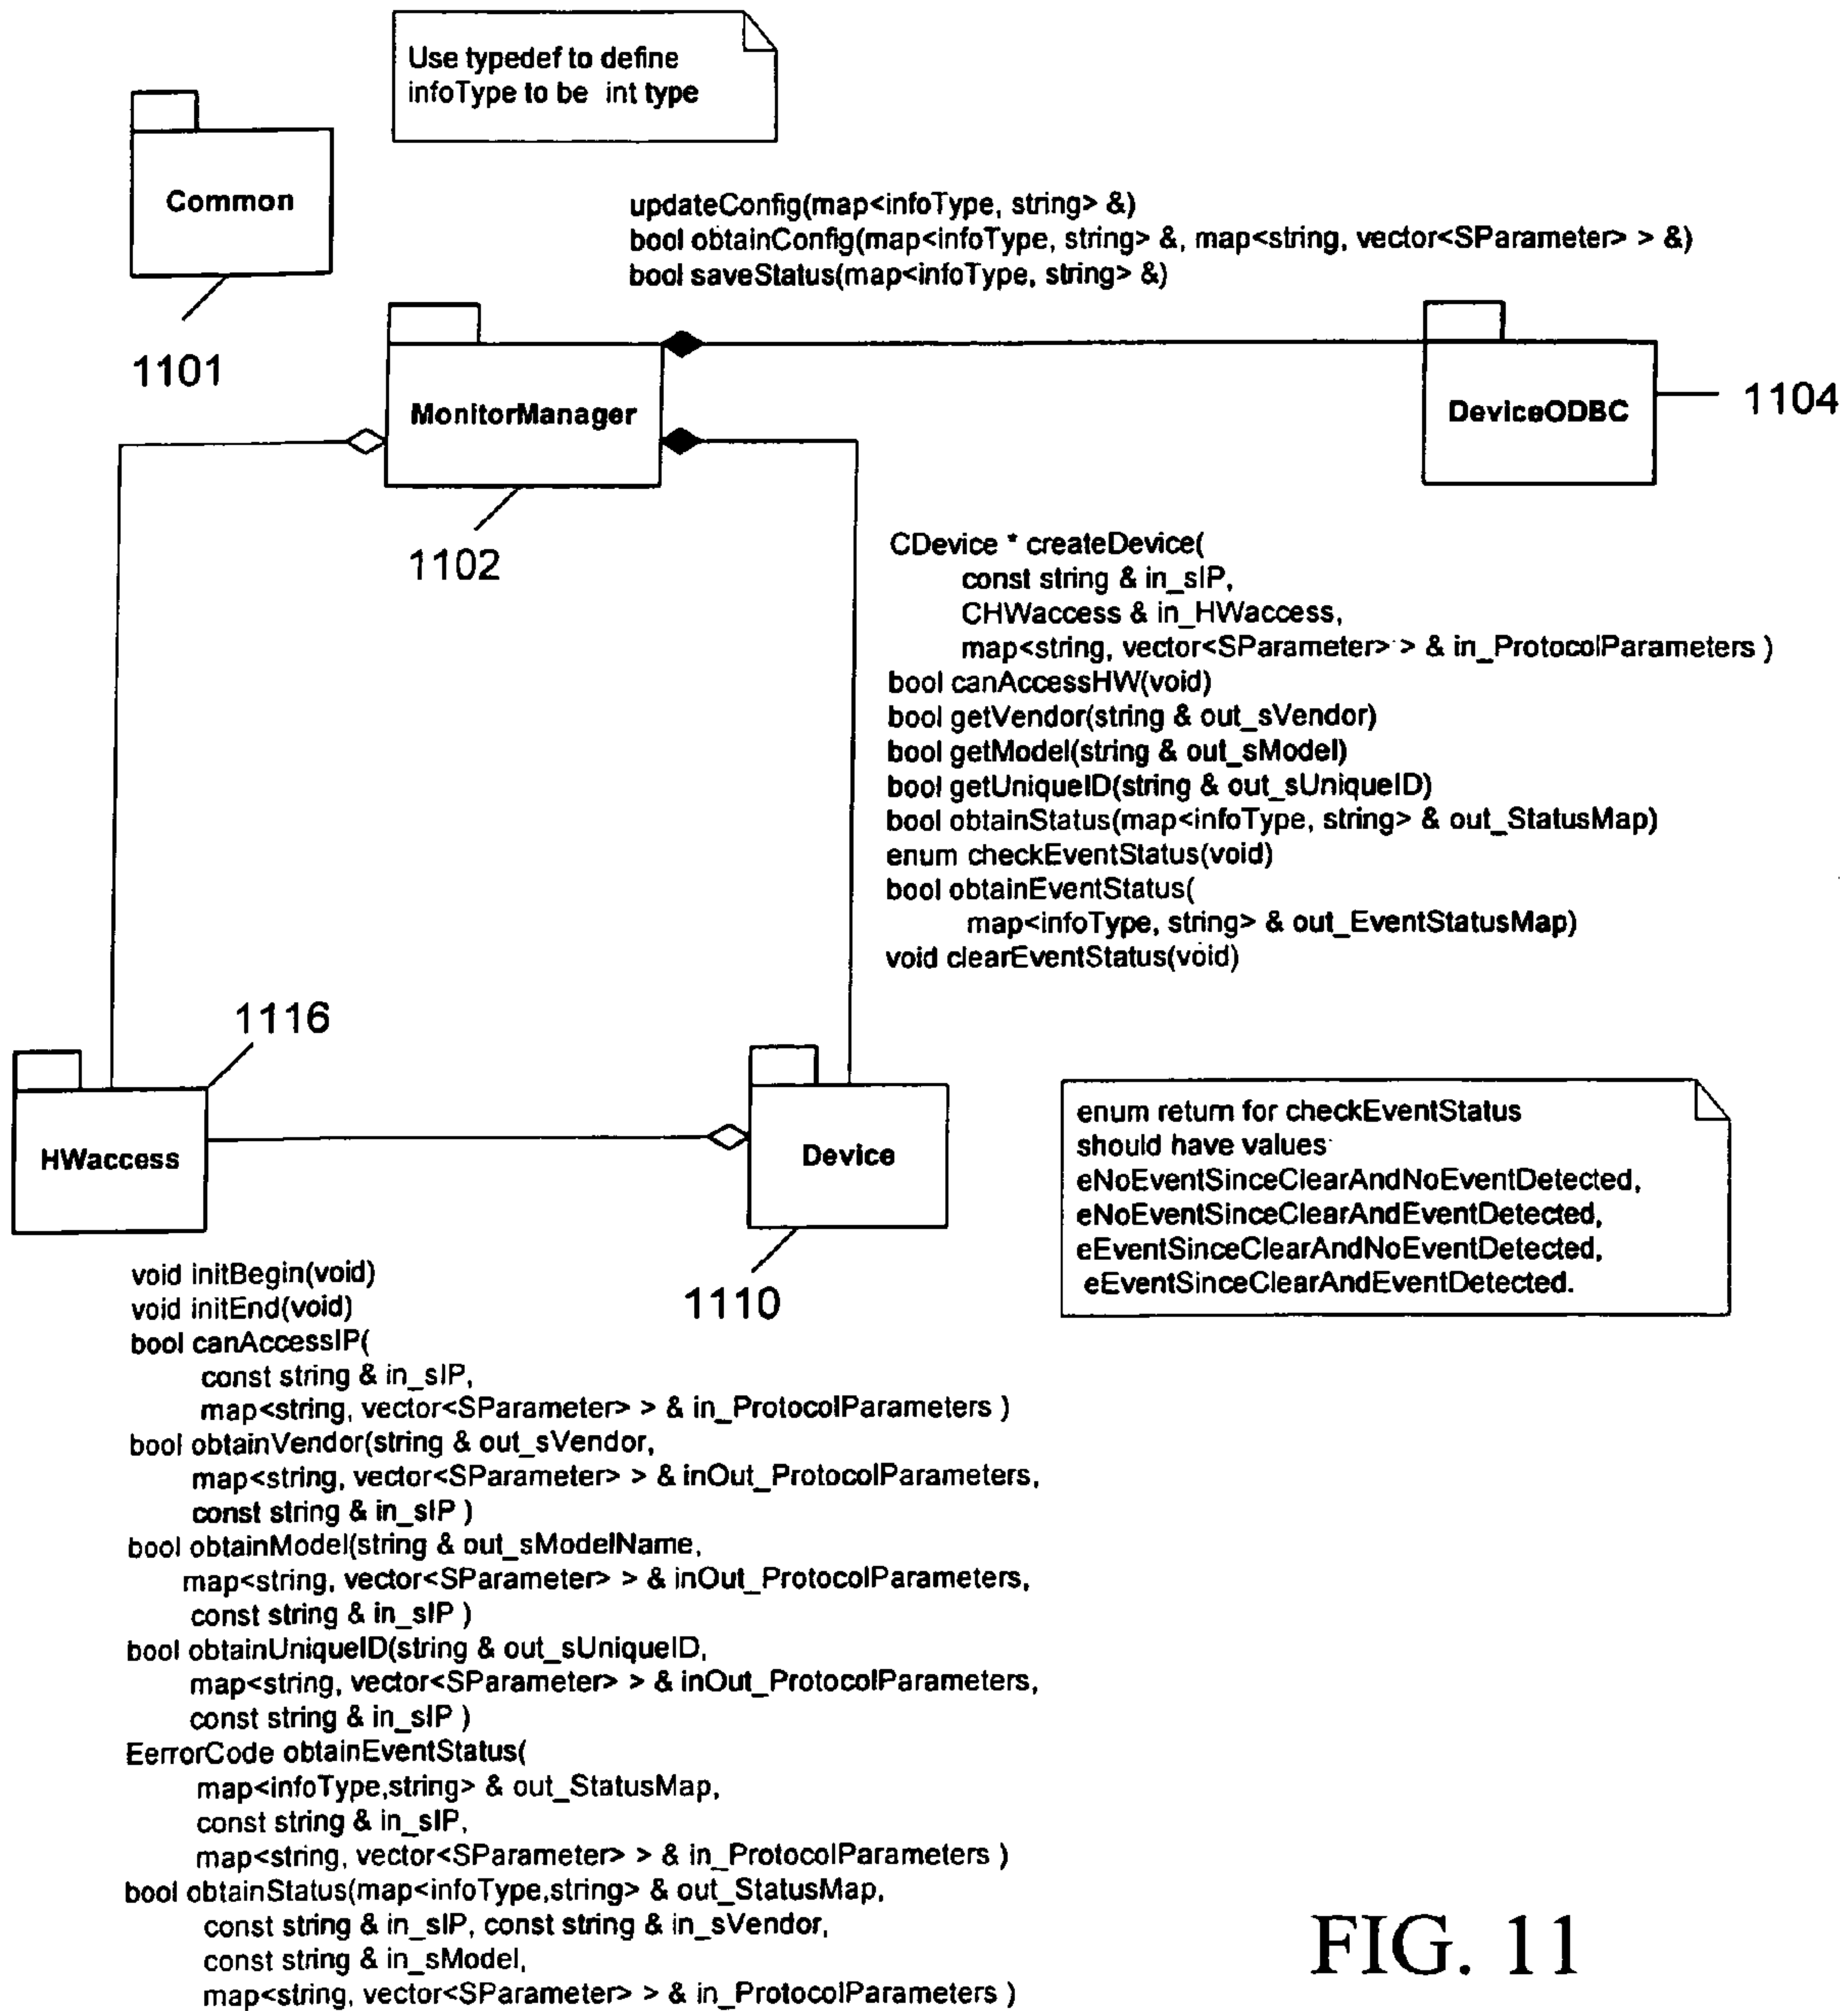 Use typedef to define
infoType to be int type
Common
1101
updateConfig(map<infoType, string> &)
bool obtainConfig(map<infoType, string> &, map<string, vector<SParameter> > &)
bool saveStatus(map<infoType, string> &)
MonitorManager
1102
DeviceODBC
1104
CDevice * createDevice(
const string & in_sIP,
CHWaccess & in_HWaccess,
map<string, vector<SParameter> > & in_ProtocolParameters )
bool canAccessHW(void)
bool getVendor(string & out_sVendor)
bool getModel(string & out_sModel)
bool getUniqueID(string & out_sUniqueID)
bool obtainStatus(map<infoType, string> & out_StatusMap)
enum checkEventStatus(void)
bool obtainEventStatus(
map<infoType, string> & out_EventStatusMap)
void clearEventStatus(void)
1116
HWaccess
Device
1110
enum return for checkEventStatus
should have values
eNoEventSinceClearAndNoEventDetected,
eNoEventSinceClearAndEventDetected,
eEventSinceClearAndNoEventDetected,
eEventSinceClearAndEventDetected.
void initBegin(void)
void initEnd(void)
bool canAccessIP(
const string & in_sIP,
map<string, vector<SParameter> > & in_ProtocolParameters )
bool obtainVendor(string & out_sVendor,
map<string, vector<SParameter> > & inOut_ProtocolParameters,
const string & in_sIP )
bool obtainModel(string & out_sModelName,
map<string, vector<SParameter> > & inOut_ProtocolParameters,
const string & in_sIP )
bool obtainUniqueID(string & out_sUniqueID,
map<string, vector<SParameter> > & inOut_ProtocolParameters,
const string & in_sIP )
EerrorCode obtainEventStatus(
map<infoType,string> & out_StatusMap,
const string & in_sIP,
map<string, vector<SParameter> > & in_ProtocolParameters )
bool obtainStatus(map<infoType,string> & out_StatusMap,
const string & in_sIP, const string & in_sVendor,
const string & in_sModel,
map<string, vector<SParameter> > & in_ProtocolParameters )
FIG. 11